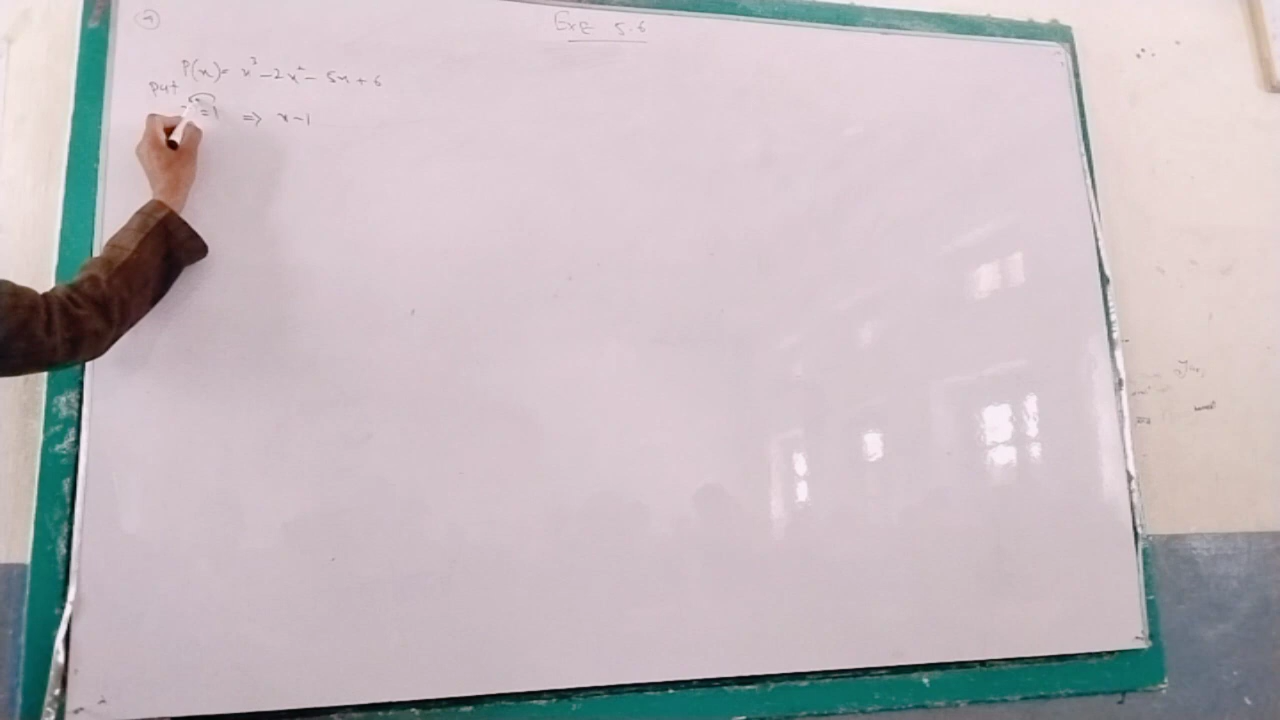 Exe 5.6
P(x) = x³ - 2x² - 5x + 6
put
x = 1 => x - 1